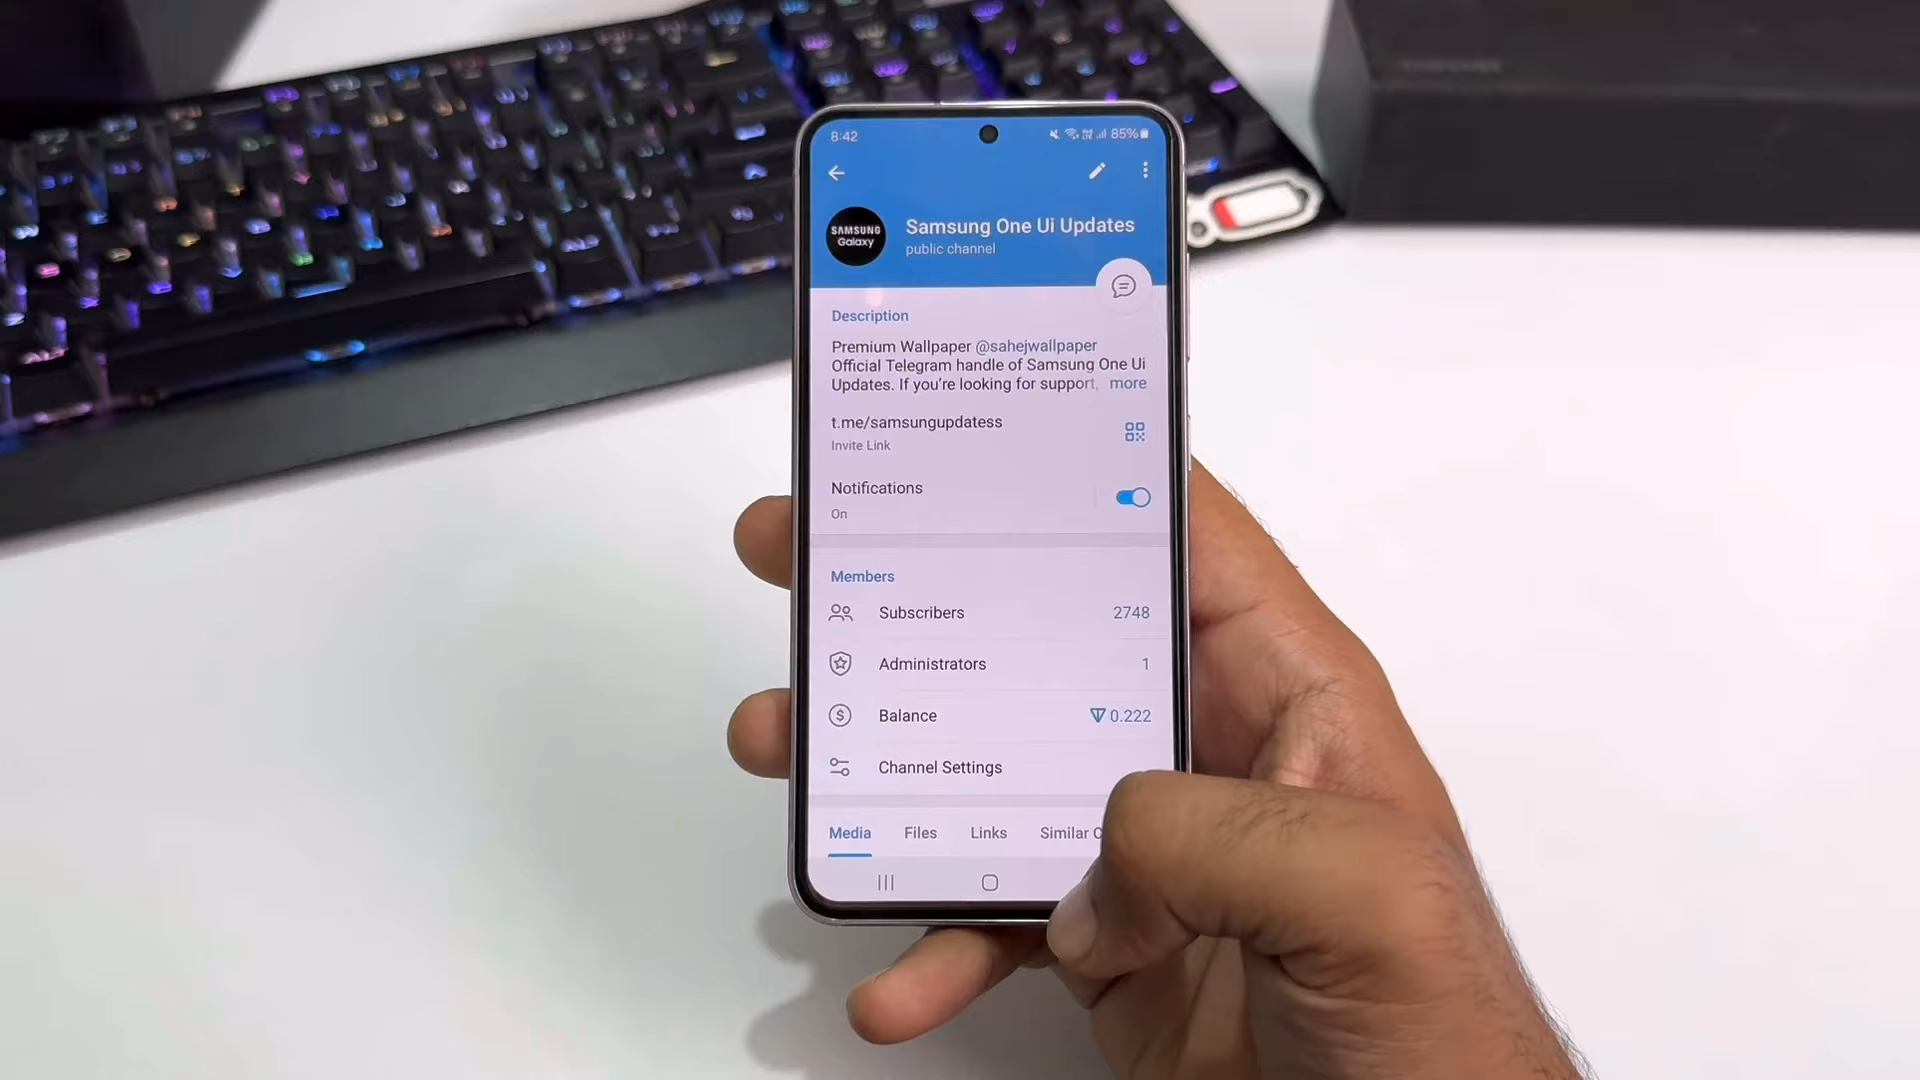 8:42
85%
Samsung One Ui Updates
public channel
SAMSUNG
Galaxy
Description
Premium Wallpaper @sahejwallpaper
Official Telegram handle of Samsung One Ui
Updates. If you're looking for support, more
t.me/samsungupdatess
Invite Link
Notifications
On
Members
Subscribers 2748
Administrators 1
Balance 0.222
Channel Settings
Media Files Links Similar C